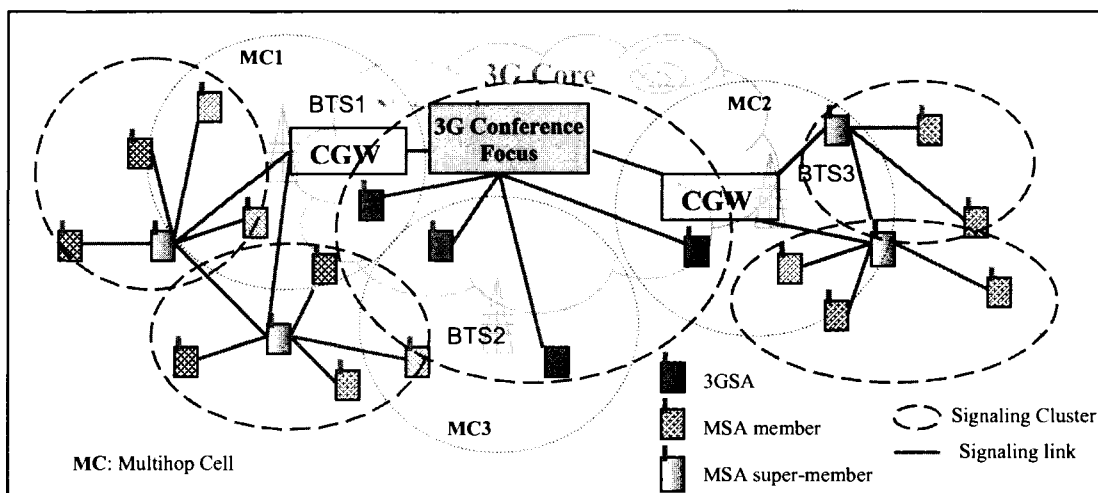 MC1
3G Core
BTS1
MC2
3G Conference
Focus
CGW
CGW
BTS3
BTS2
3GSA
MSA member
MSA super-member
Signaling Cluster
Signaling link
MC3
MC: Multihop Cell